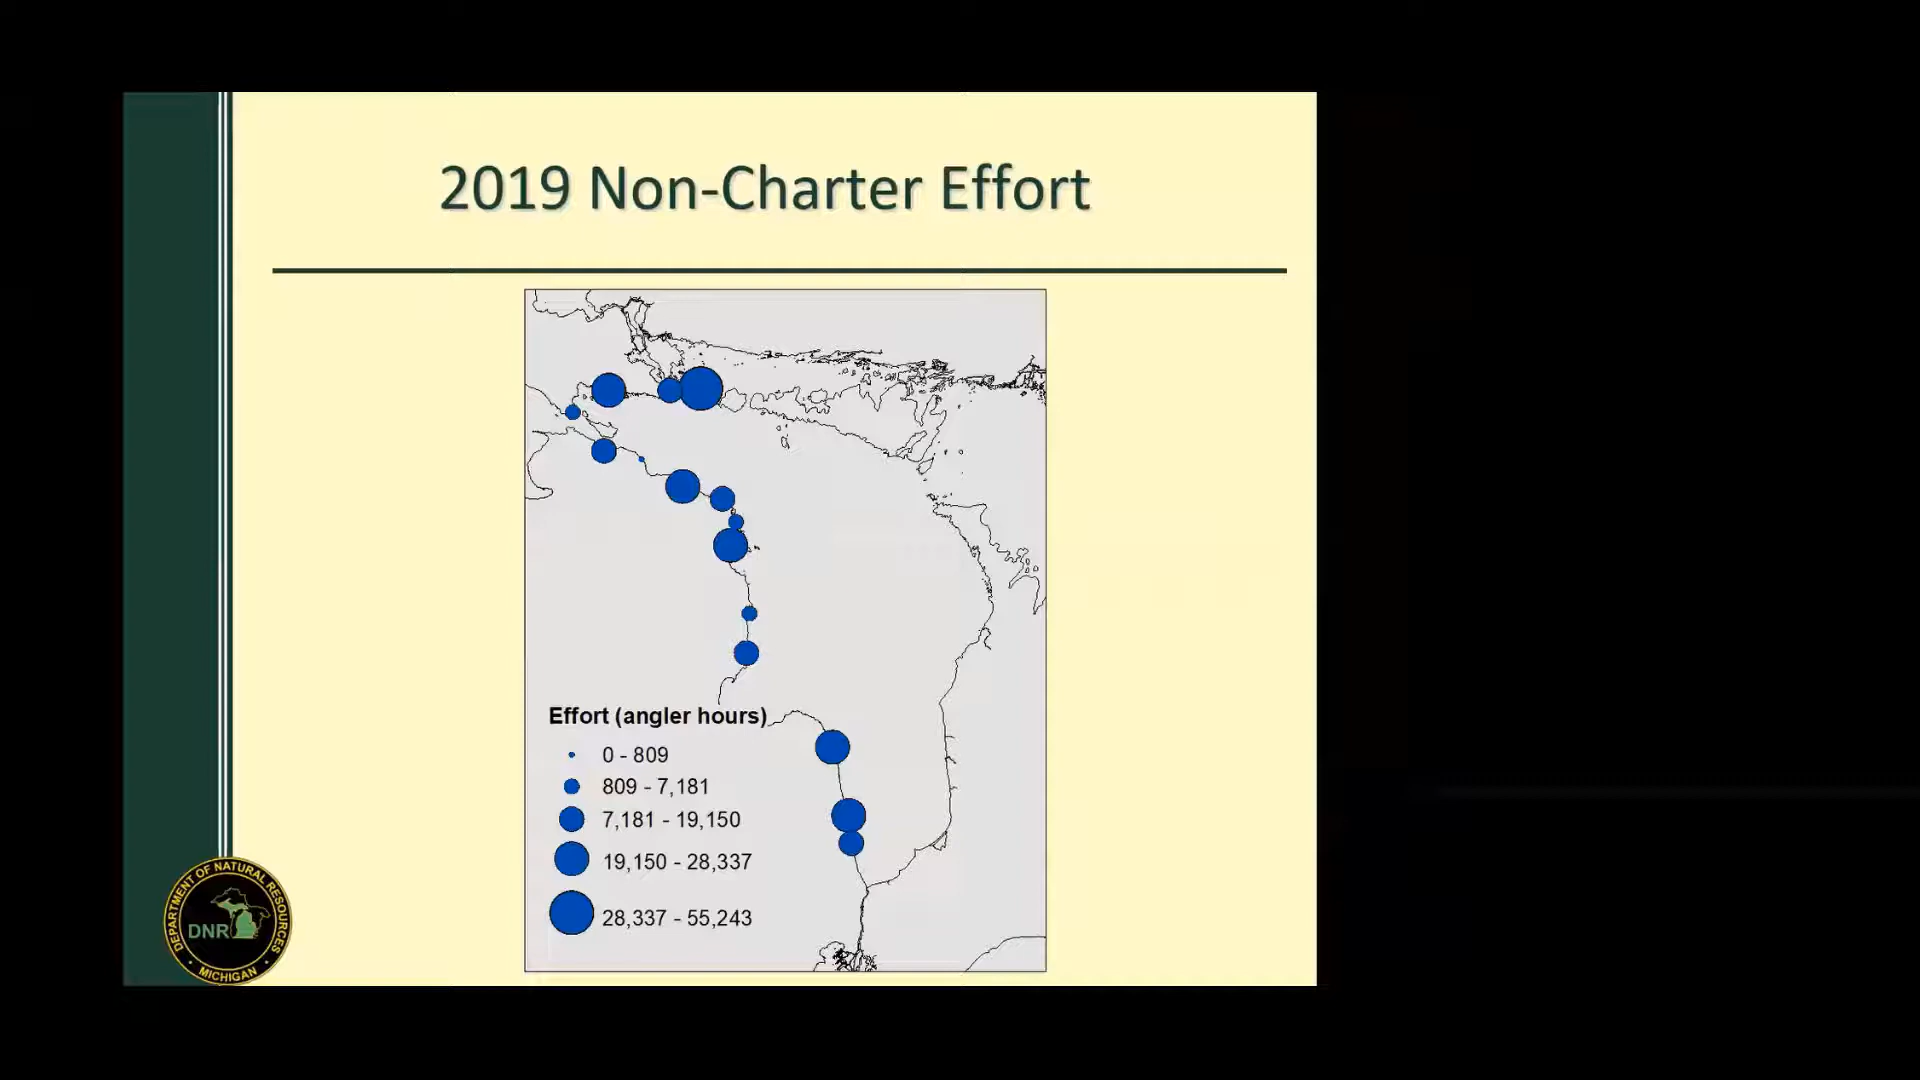 2019 Non-Charter Effort
Effort (angler hours)
0 - 809
809 - 7,181
7,181 - 19,150
19,150 - 28,337
28,337 - 55,243
DEPARTMENT OF NATURAL RESOURCES
DNR
MICHIGAN